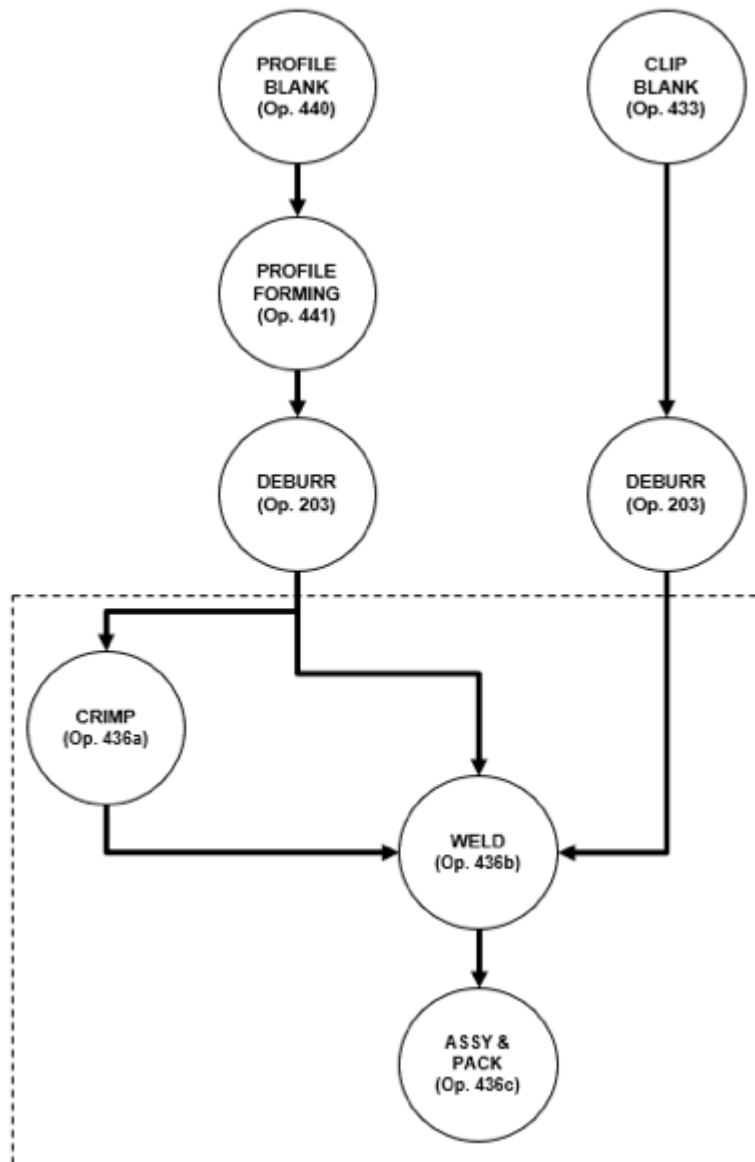 PROFILE
BLANK
(Op. 440)
CLIP
BLANK
(Op. 433)
PROFILE
FORMING
(Op. 441)
DEBURR
(Op. 203)
DEBURR
(Op. 203)
CRIMP
(Op. 436a)
WELD
(Op. 436b)
ASSY &
PACK
(Op. 436c)